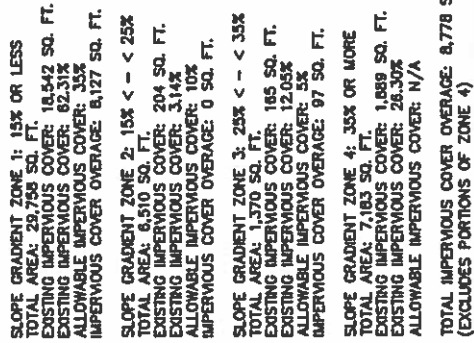 SLOPE GRADIENT ZONE 1: 15% OR LESS
TOTAL AREA: 29,758 SQ. FT.
EXISTING IMPERVIOUS COVER: 18,542 SQ. FT.
EXISTING IMPERVIOUS COVER: 62.31%
ALLOWABLE IMPERVIOUS COVER: 35%
IMPERVIOUS COVER OVERAGE: 8,127 SQ. FT.
SLOPE GRADIENT ZONE 2: 15% < - < 25%
TOTAL AREA: 6,510 SQ. FT.
EXISTING IMPERVIOUS COVER: 204 SQ. FT.
EXISTING IMPERVIOUS COVER: 3.14%
ALLOWABLE IMPERVIOUS COVER: 10%
IMPERVIOUS COVER OVERAGE: 0 SQ. FT.
SLOPE GRADIENT ZONE 3: 25% < - < 35%
TOTAL AREA: 1,370 SQ. FT.
EXISTING IMPERVIOUS COVER: 165 SQ. FT.
EXISTING IMPERVIOUS COVER: 12.05%
ALLOWABLE IMPERVIOUS COVER: 5%
IMPERVIOUS COVER OVERAGE: 97 SQ. FT.
SLOPE GRADIENT ZONE 4: 35% OR MORE
TOTAL AREA: 7,183 SQ. FT.
EXISTING IMPERVIOUS COVER: 1,889 SQ. FT.
EXISTING IMPERVIOUS COVER: 26.30%
ALLOWABLE IMPERVIOUS COVER: N/A
TOTAL IMPERVIOUS COVER OVERAGE: 8,778
(EXCLUDES PORTIONS OF ZONE 4)